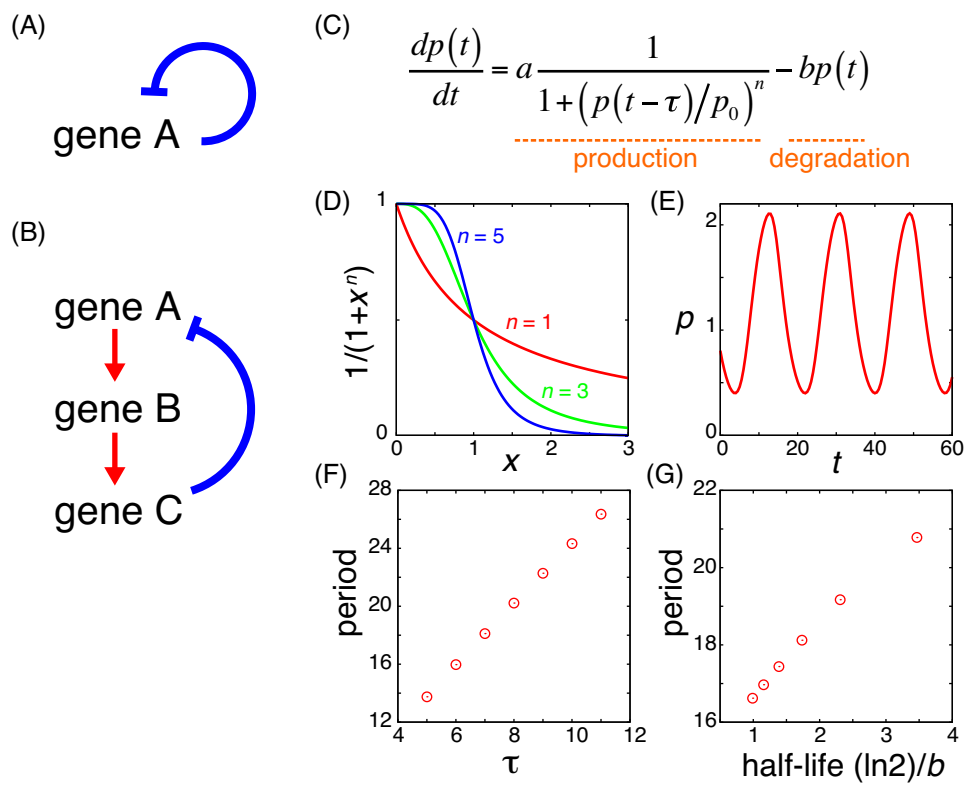 (A)
gene A
(B)
gene A
gene B
gene C
(C)
dp(t)/dt = a 1/(1+(p(t−τ)/p₀)ⁿ) − bp(t)
production degradation
(D)
1
n = 5
n = 1
n = 3
1/(1+xⁿ)
0
0 1 2 3
x
(E)
2
1
0
p
0 20 40 60
t
(F)
28
24
20
16
12
period
4 6 8 10 12
τ
(G)
22
20
18
16
period
0 1 2 3 4
half-life (ln2)/b